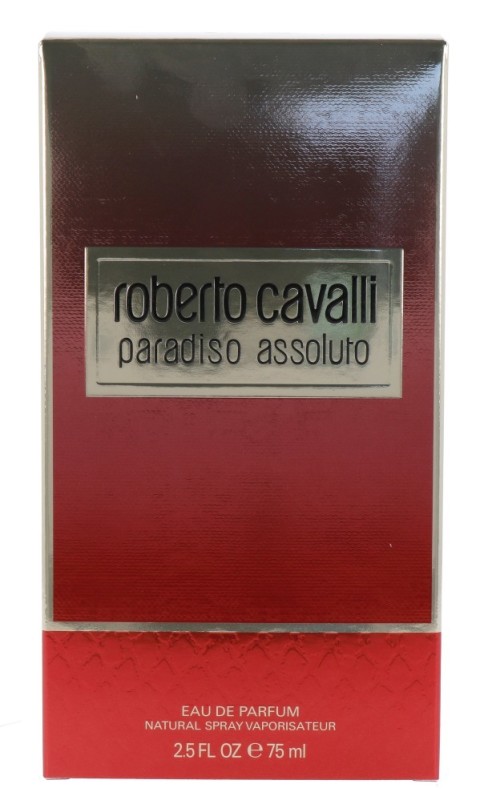 roberto cavalli
paradiso assoluto
EAU DE PARFUM
NATURAL SPRAY VAPORISATEUR
2.5 FL OZ ℮ 75 ml